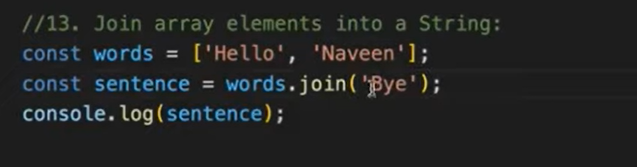 //13. Join array elements into a String:
const words = ['Hello', 'Naveen'];
const sentence = words.join('Bye');
console.log(sentence);